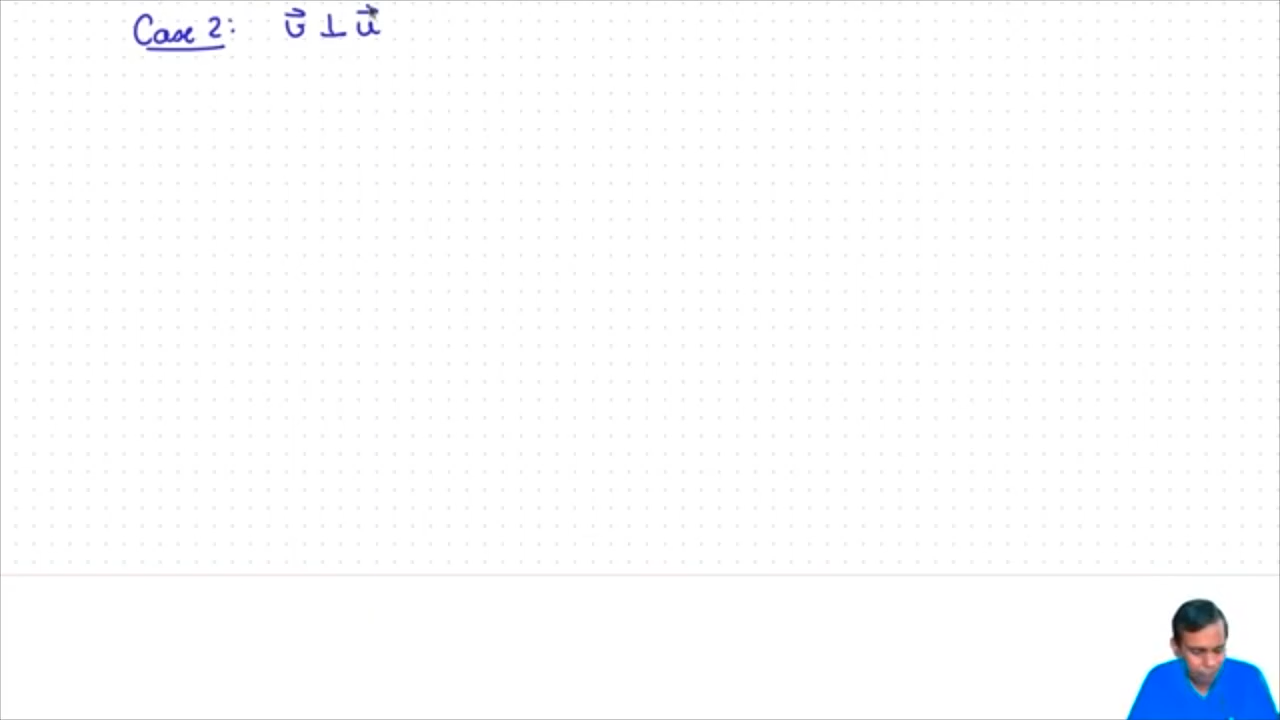 Case 2: v⃗ ⊥ u⃗